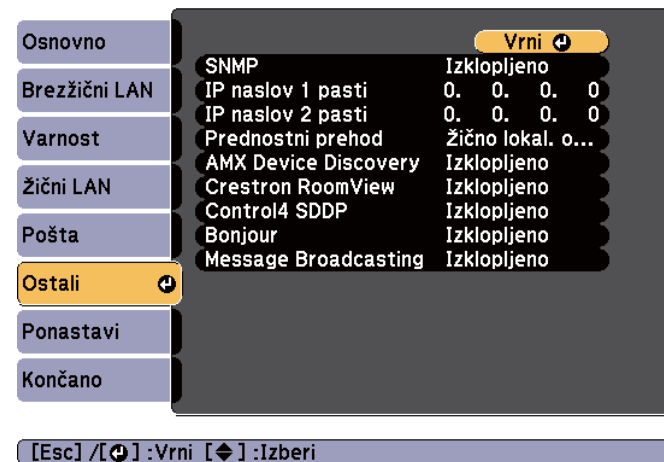 Osnovno
Brezžični LAN
Varnost
Žični LAN
Pošta
Ostali
Ponastavi
Končano
Vrni
SNMP Izklopljeno
IP naslov 1 pasti 0. 0. 0. 0
IP naslov 2 pasti 0. 0. 0. 0
Prednostni prehod Žično lokal. o...
AMX Device Discovery Izklopljeno
Crestron RoomView Izklopljeno
Control4 SDDP Izklopljeno
Bonjour Izklopljeno
Message Broadcasting Izklopljeno
[Esc] /[ ] :Vrni [ ] :Izberi